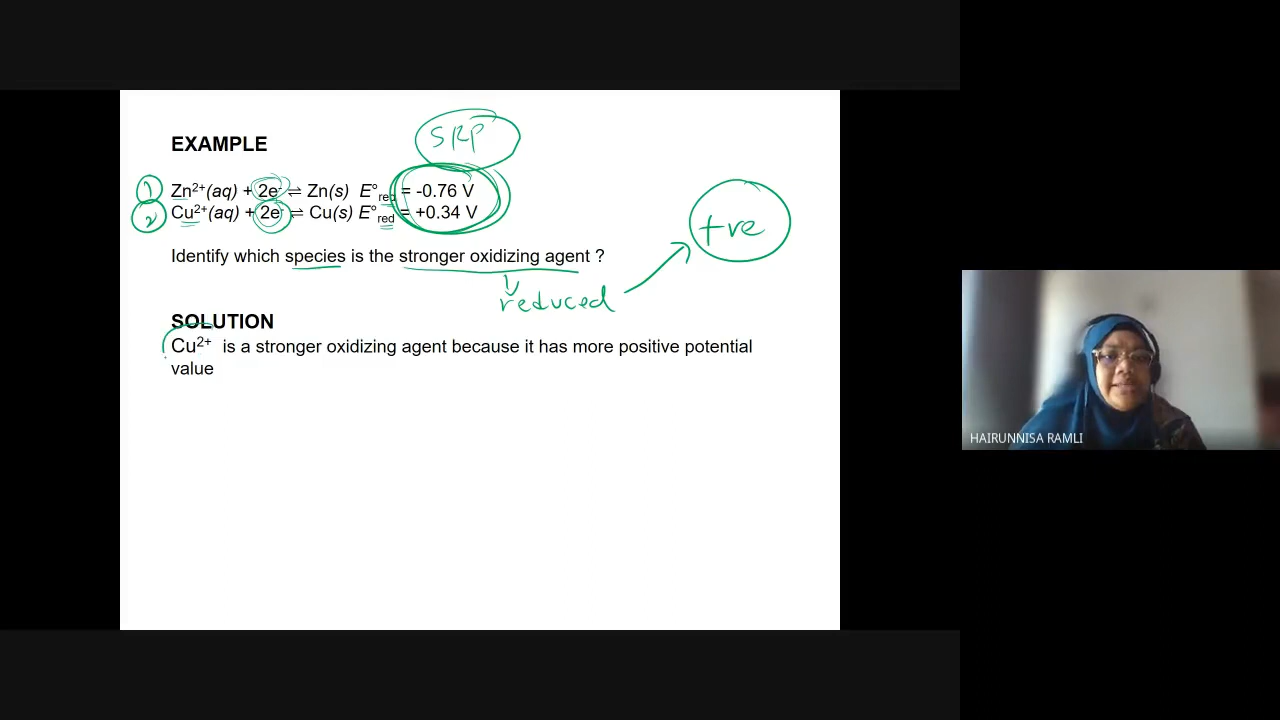 SRP
EXAMPLE
1 Zn²⁺(aq) + 2e⁻ ⇌ Zn(s) E°red = -0.76 V
2 Cu²⁺(aq) + 2e⁻ ⇌ Cu(s) E°red = +0.34 V
+ve
Identify which species is the stronger oxidizing agent ?
reduced
SOLUTION
Cu²⁺ is a stronger oxidizing agent because it has more positive potential
value
HAIRUNNISA RAMLI